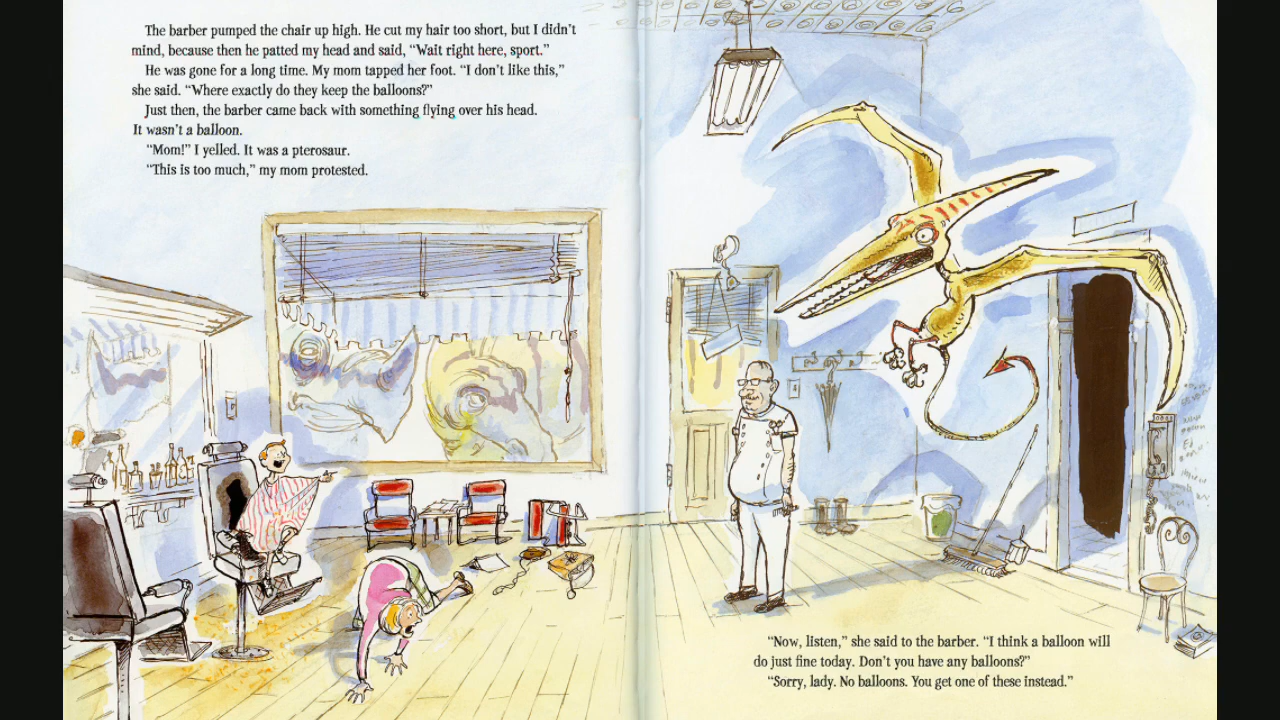 The barber pumped the chair up high. He cut my hair too short, but I didn't
mind, because then he patted my head and said, “Wait right here, sport.”
He was gone for a long time. My mom tapped her foot. “I don't like this,”
she said. “Where exactly do they keep the balloons?”
Just then, the barber came back with something flying over his head.
It wasn't a balloon.
“Mom!” I yelled. It was a pterosaur.
“This is too much,” my mom protested.
“Now, listen,” she said to the barber. “I think a balloon will
do just fine today. Don't you have any balloons?”
“Sorry, lady. No balloons. You get one of these instead.”